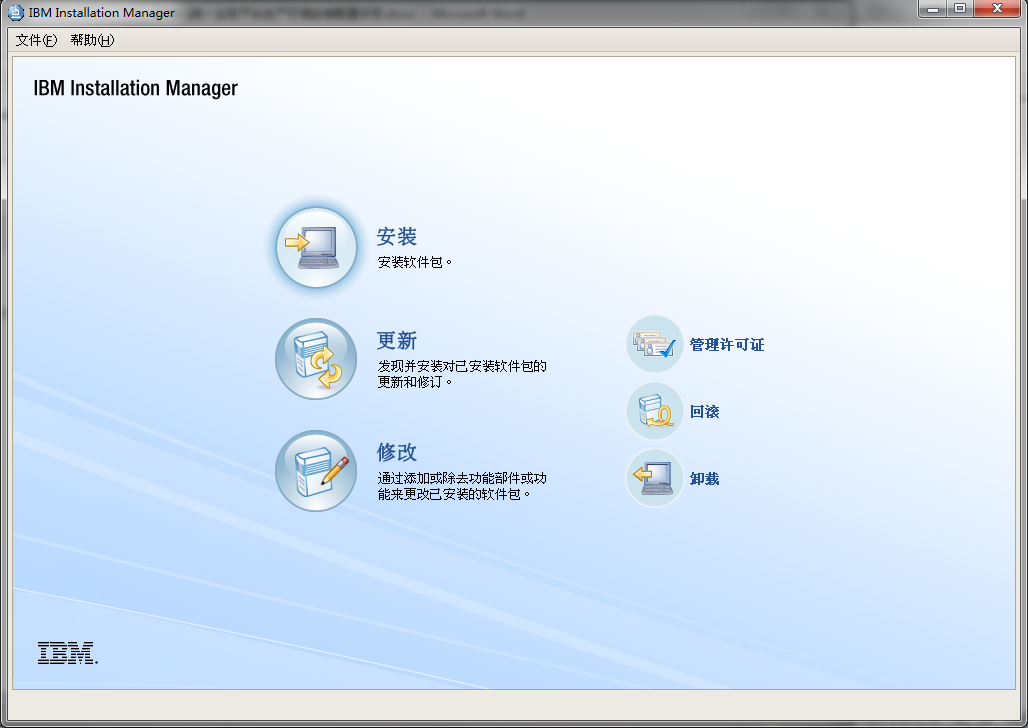 IBM Installation Manager
文件(F) 帮助(H)
IBM Installation Manager
安装
安装软件包。
更新
发现并安装对已安装软件包的
更新和修订。
修改
通过添加或除去功能部件或功
能来更改已安装的软件包。
管理许可证
回滚
卸载
IBM.